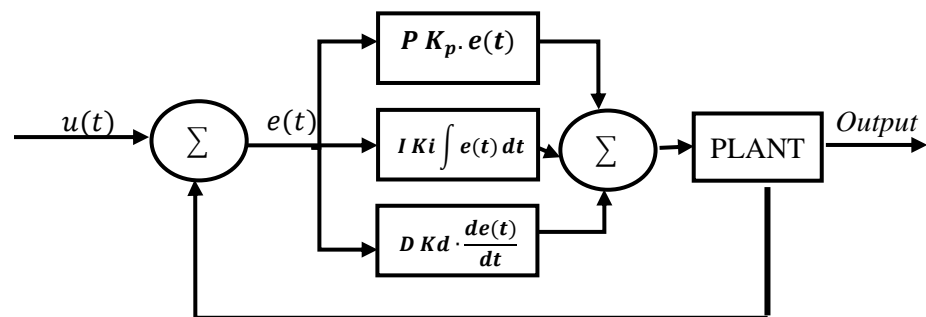 P K_p. e(t)
u(t)
∑
e(t)
I Ki ∫ e(t) dt
∑
PLANT
Output
D Kd · de(t)/dt